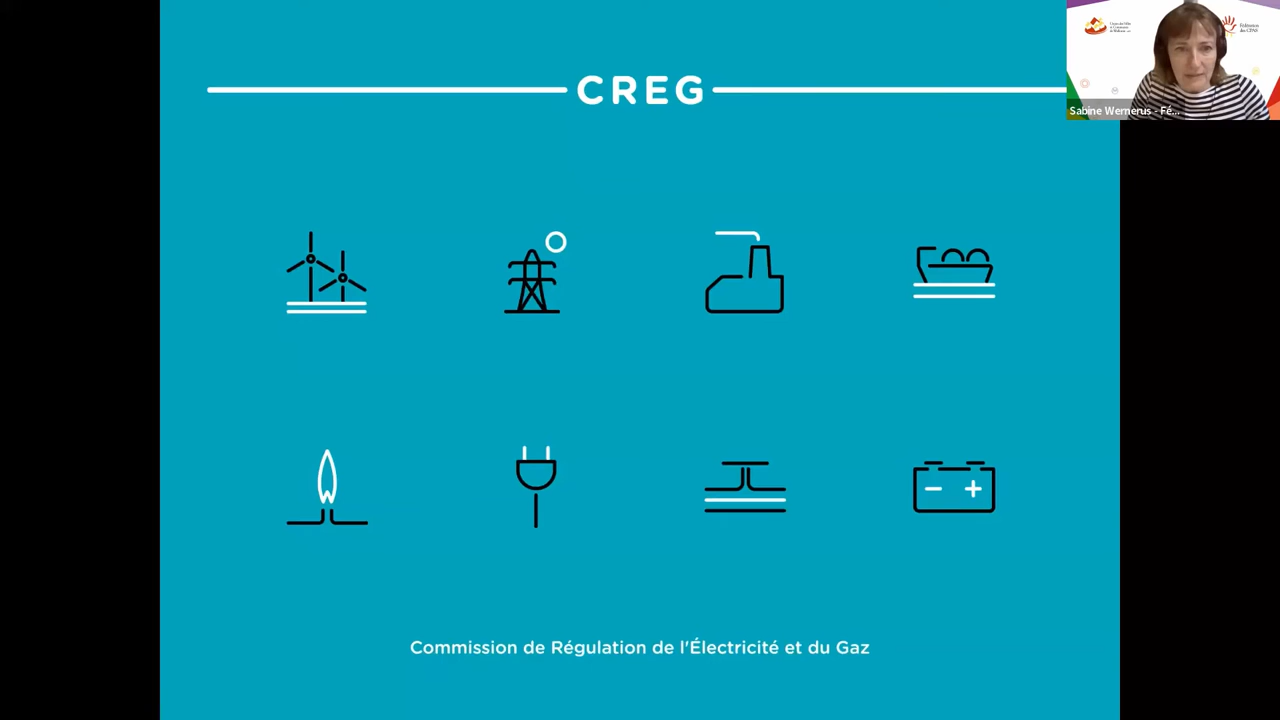 CREG
Sabine Wernerus - Fé...
Commission de Régulation de l'Électricité et du Gaz